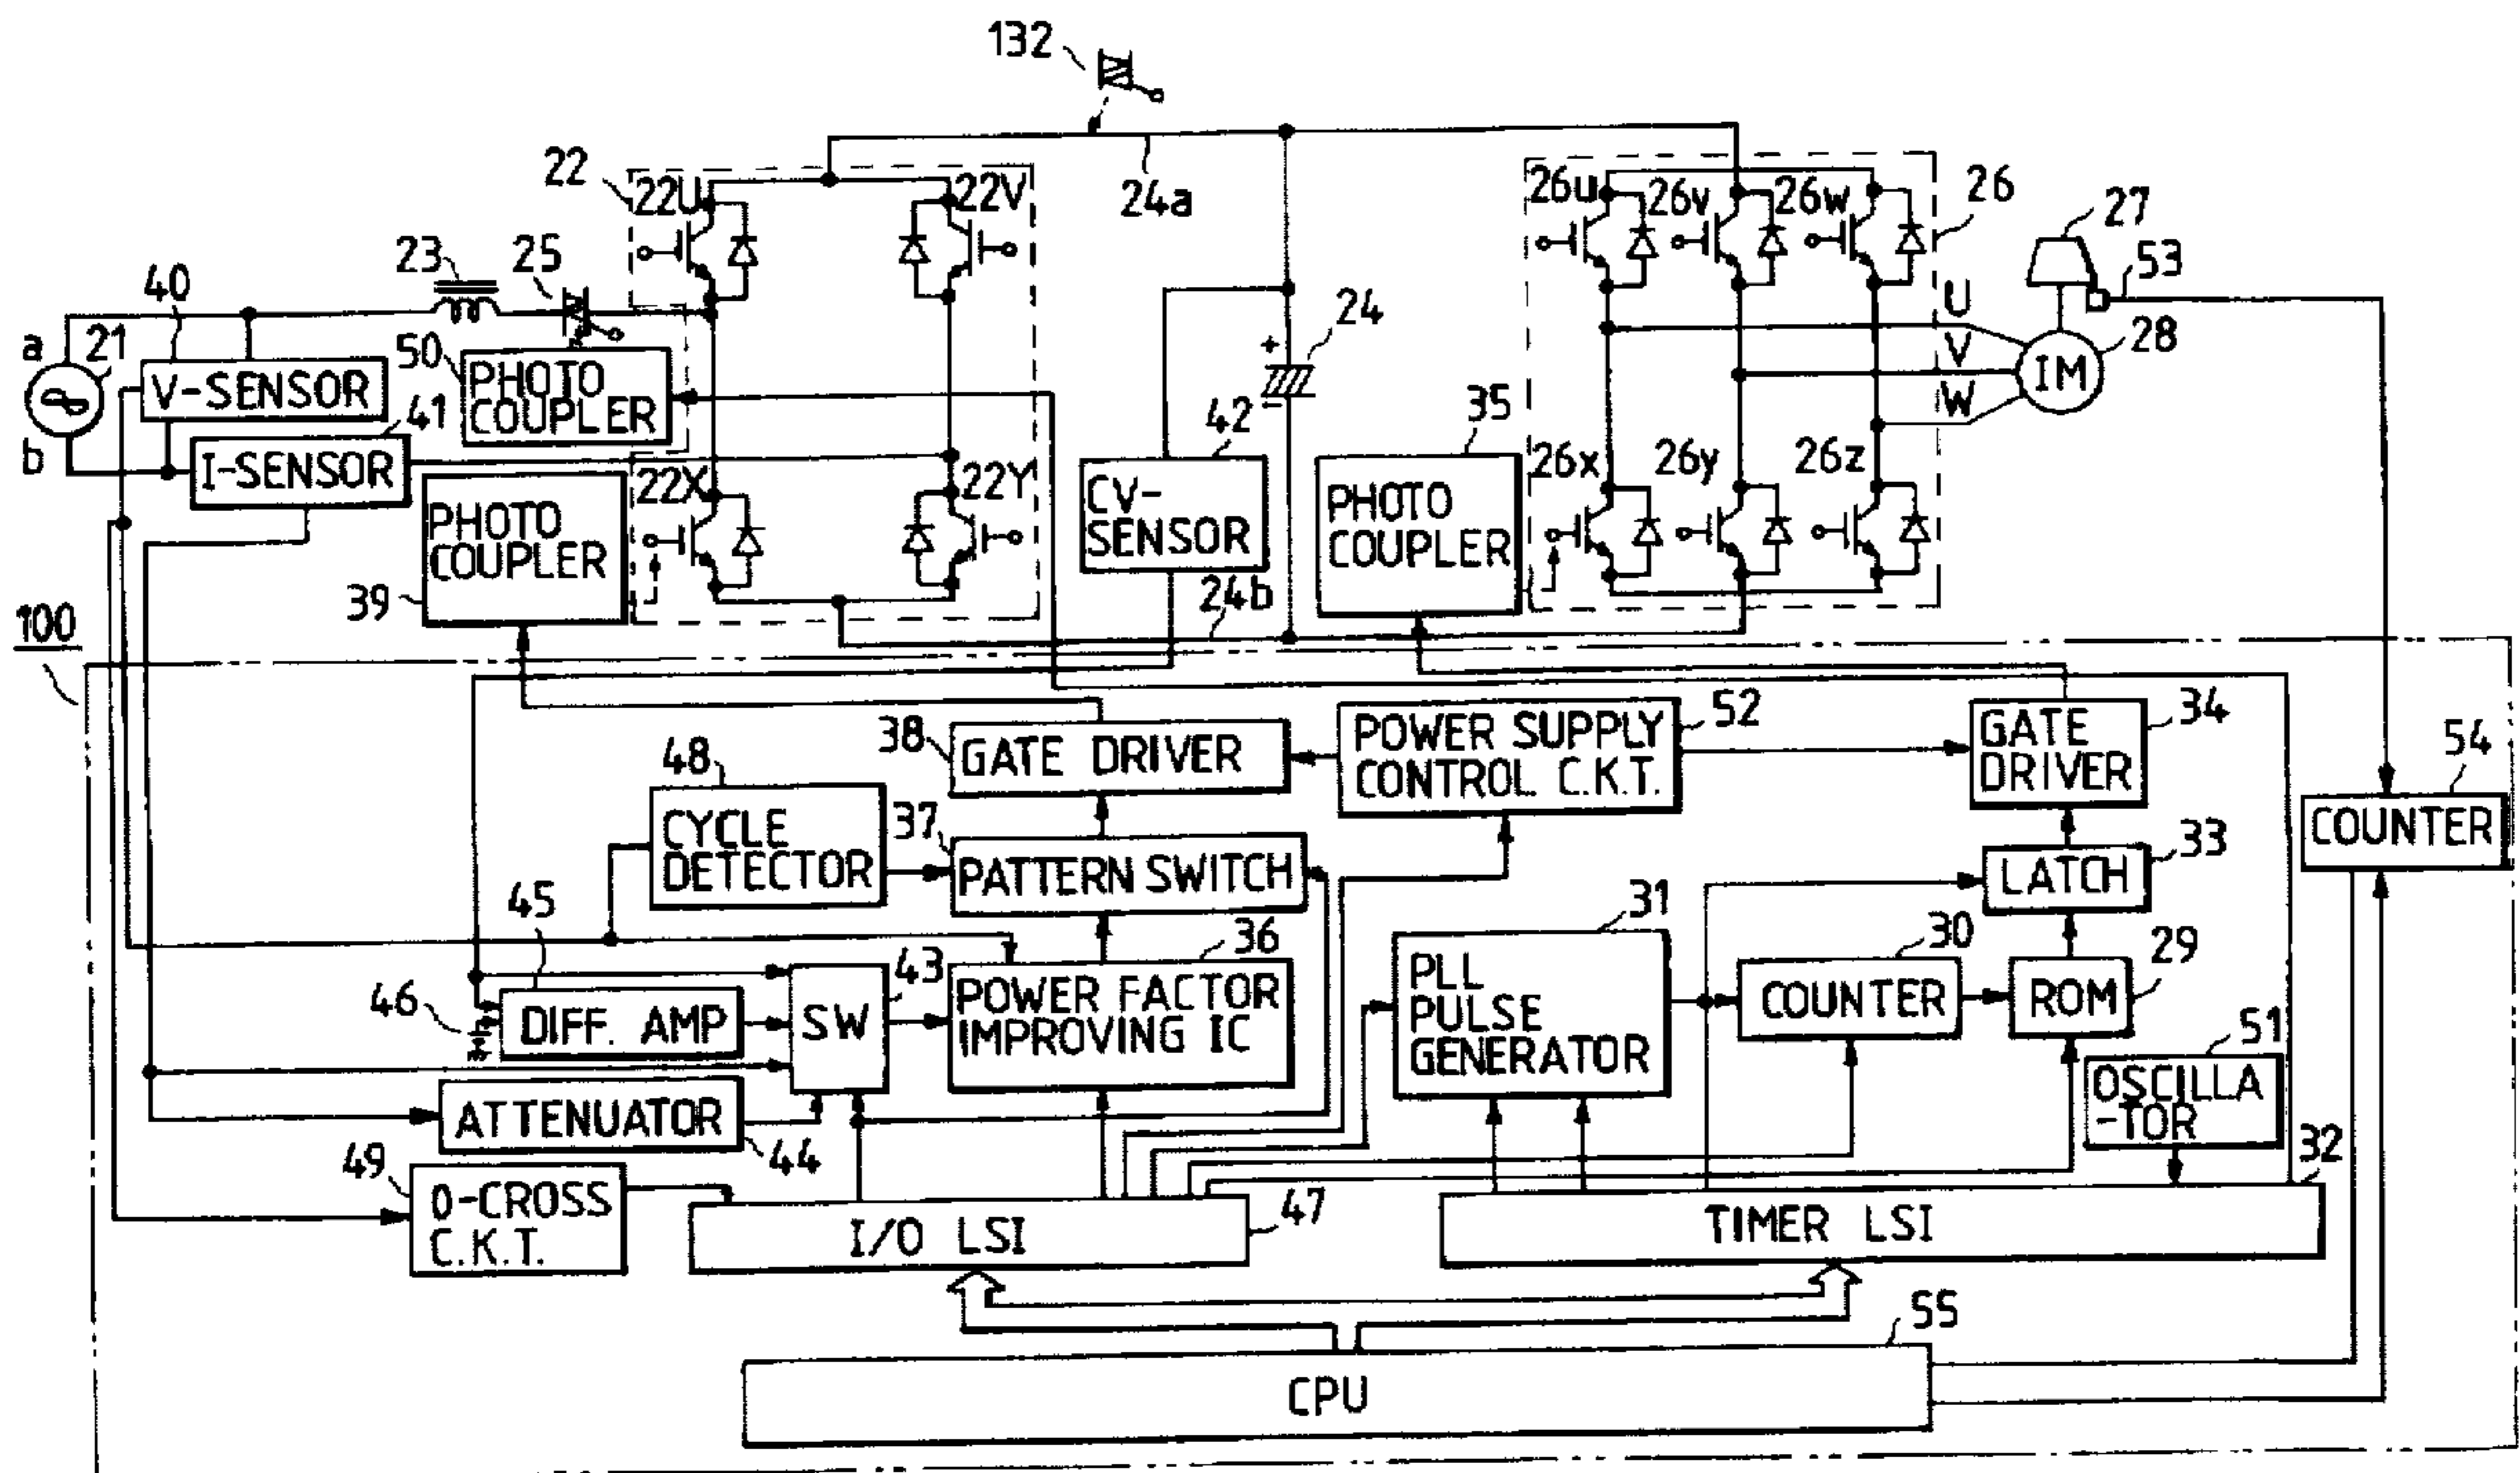 132
22
22U
22V
24a
26u
26v
26w
26
27
53
23
25
40
a
21
V-SENSOR
50
PHOTO
COUPLER
41
b
I-SENSOR
+
24
-
42
35
U
V
W
IM
28
22X
22Y
PHOTO
COUPLER
39
CV-
SENSOR
24b
PHOTO
COUPLER
26x
26y
26z
100
38
GATE DRIVER
POWER SUPPLY
CONTROL C.K.T.
52
GATE
DRIVER
34
54
COUNTER
48
CYCLE
DETECTOR
37
PATTERN SWITCH
LATCH
33
45
46
DIFF. AMP
43
SW
36
POWER FACTOR
IMPROVING IC
31
PLL
PULSE
GENERATOR
30
COUNTER
ROM
29
51
OSCILLA
-TOR
ATTENUATOR
44
49
0-CROSS
C.K.T.
I/O LSI
47
TIMER LSI
32
55
CPU